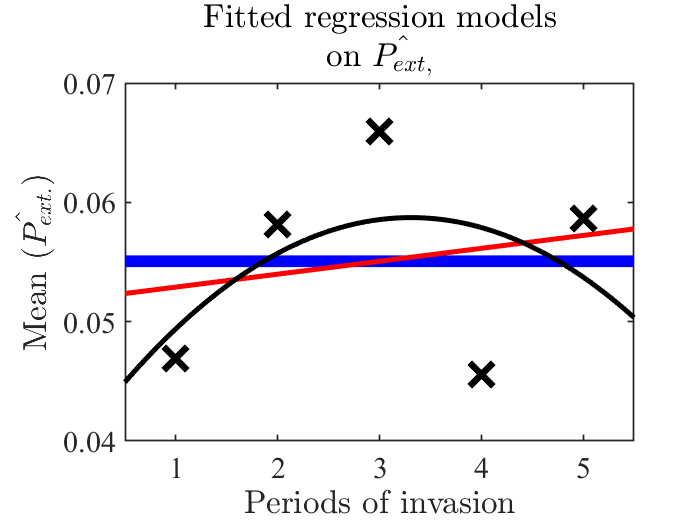 Fitted regression models
on $\hat{P_{ext,}}$
0.07
0.06
0.05
0.04
Mean ($\hat{P_{ext.}}$)
1 2 3 4 5
Periods of invasion